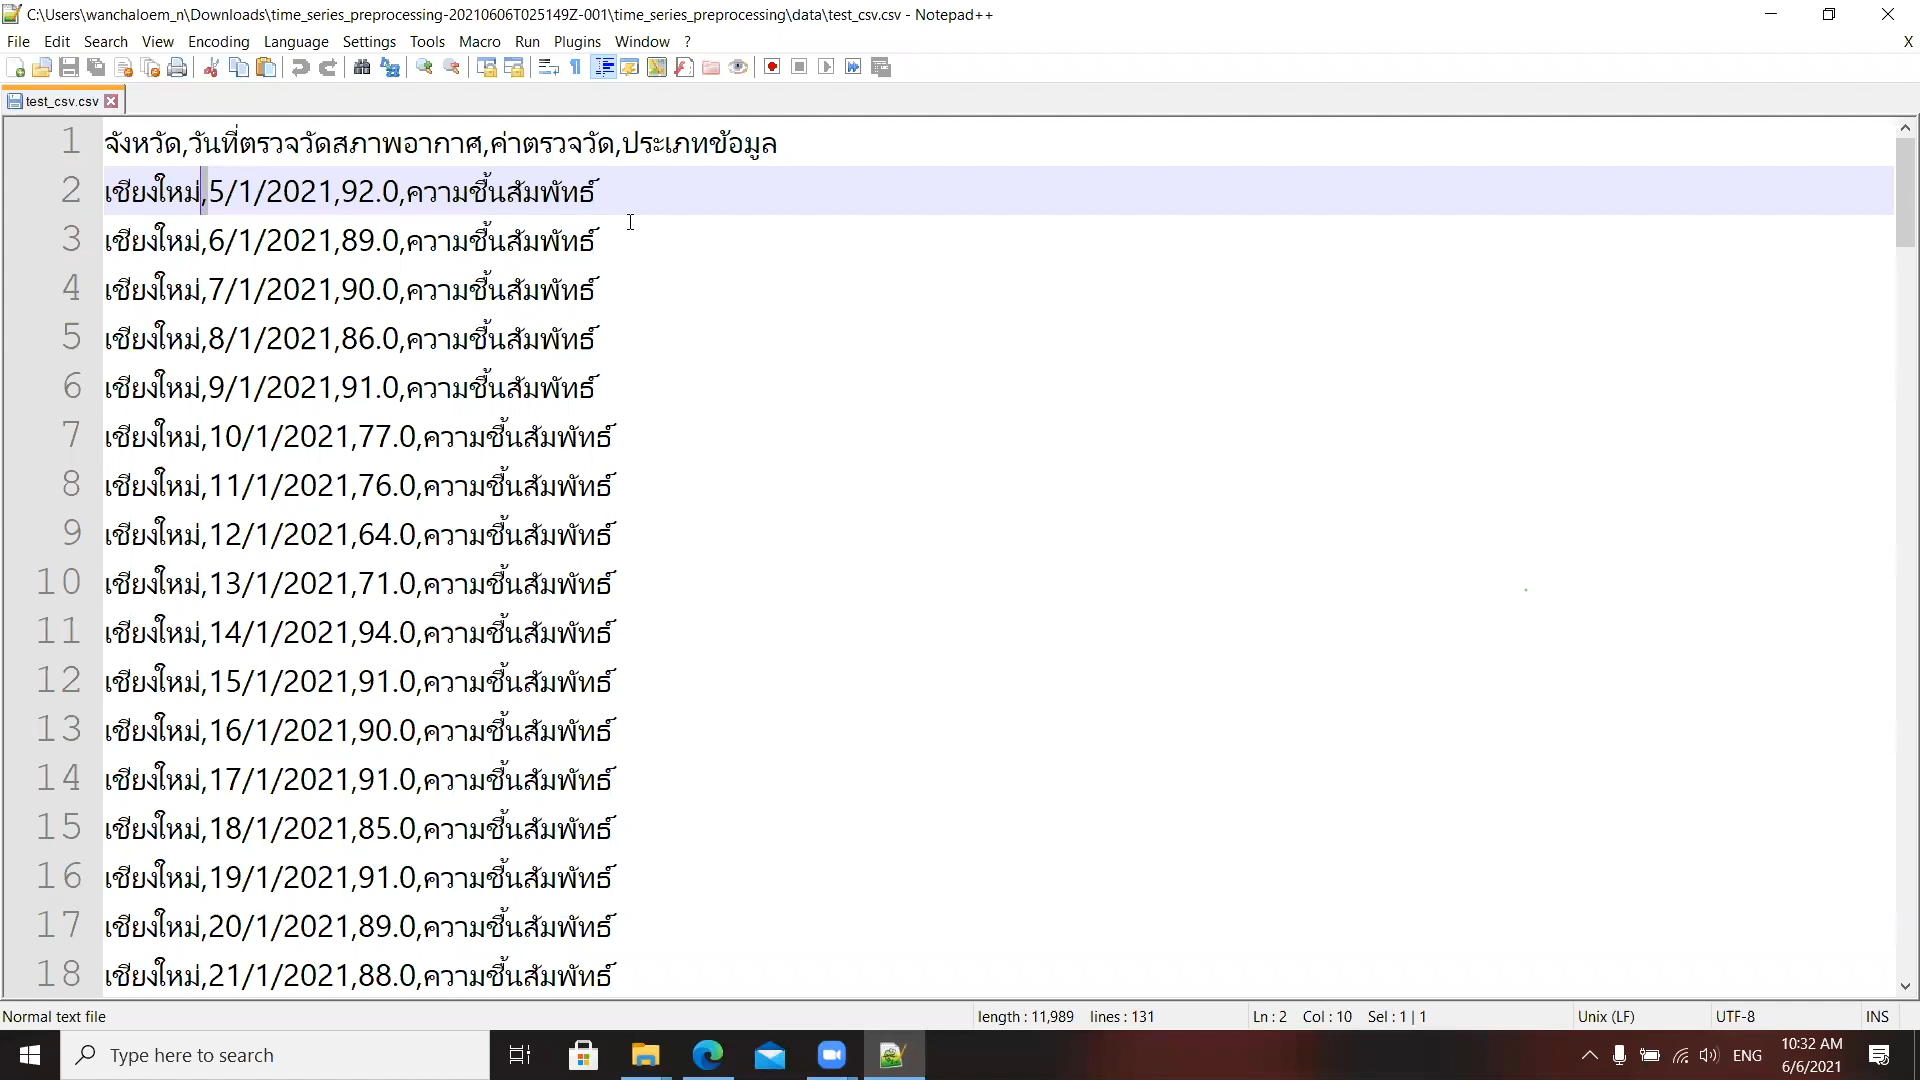 C:\Users\wanchaloem_n\Downloads\time_series_preprocessing-20210606T025149Z-001\time_series_preprocessing\data\test_csv.csv - Notepad++
File Edit Search View Encoding Language Settings Tools Macro Run Plugins Window ? X
test_csv.csv
1 จังหวัด,วันที่ตรวจวัดสภาพอากาศ,ค่าตรวจวัด,ประเภทข้อมูล
2 เชียงใหม่,5/1/2021,92.0,ความชื้นสัมพัทธ์
3 เชียงใหม่,6/1/2021,89.0,ความชื้นสัมพัทธ์
4 เชียงใหม่,7/1/2021,90.0,ความชื้นสัมพัทธ์
5 เชียงใหม่,8/1/2021,86.0,ความชื้นสัมพัทธ์
6 เชียงใหม่,9/1/2021,91.0,ความชื้นสัมพัทธ์
7 เชียงใหม่,10/1/2021,77.0,ความชื้นสัมพัทธ์
8 เชียงใหม่,11/1/2021,76.0,ความชื้นสัมพัทธ์
9 เชียงใหม่,12/1/2021,64.0,ความชื้นสัมพัทธ์
10 เชียงใหม่,13/1/2021,71.0,ความชื้นสัมพัทธ์
11 เชียงใหม่,14/1/2021,94.0,ความชื้นสัมพัทธ์
12 เชียงใหม่,15/1/2021,91.0,ความชื้นสัมพัทธ์
13 เชียงใหม่,16/1/2021,90.0,ความชื้นสัมพัทธ์
14 เชียงใหม่,17/1/2021,91.0,ความชื้นสัมพัทธ์
15 เชียงใหม่,18/1/2021,85.0,ความชื้นสัมพัทธ์
16 เชียงใหม่,19/1/2021,91.0,ความชื้นสัมพัทธ์
17 เชียงใหม่,20/1/2021,89.0,ความชื้นสัมพัทธ์
18 เชียงใหม่,21/1/2021,88.0,ความชื้นสัมพัทธ์
Normal text file length : 11,989 lines : 131 Ln : 2 Col : 10 Sel : 1 | 1 Unix (LF) UTF-8 INS
Type here to search ENG 10:32 AM
6/6/2021